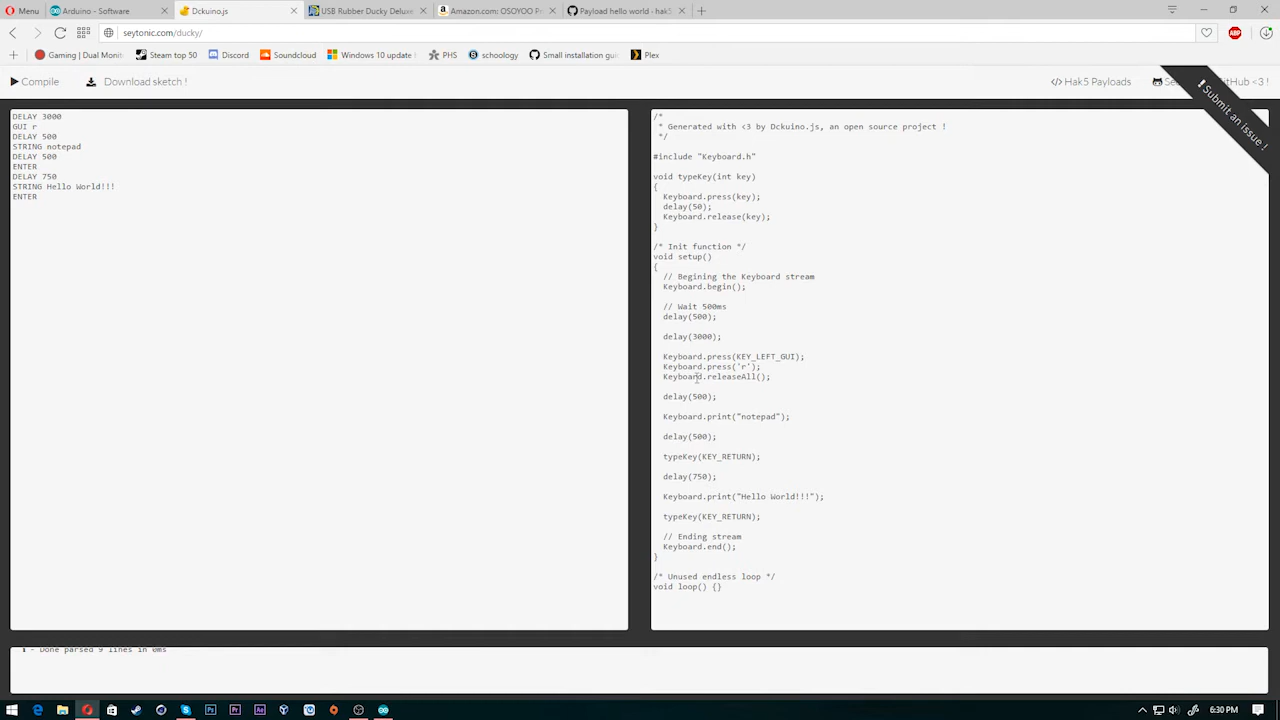 Menu
Arduino - Software
Dckuino.js
USB Rubber Ducky Deluxe
Amazon.com: OSOYOO Pro
Payload hello world · hak5
seytonic.com/ducky/
ABP
Gaming | Dual Monit
Steam top 50
Discord
Soundcloud
Windows 10 update
PHS
schoology
Small installation gui
Plex
Compile
Download sketch !
</> Hak5 Payloads
GitHub <3 !
Submit an issue !
DELAY 3000
GUI r
DELAY 500
STRING notepad
DELAY 500
ENTER
DELAY 750
STRING Hello World!!!
ENTER
/*
* Generated with <3 by Dckuino.js, an open source project !
*/
#include "Keyboard.h"
void typeKey(int key)
{
Keyboard.press(key);
delay(50);
Keyboard.release(key);
}
/* Init function */
void setup()
{
// Begining the Keyboard stream
Keyboard.begin();
// Wait 500ms
delay(500);
delay(3000);
Keyboard.press(KEY_LEFT_GUI);
Keyboard.press('r');
Keyboard.releaseAll();
delay(500);
Keyboard.print("notepad");
delay(500);
typeKey(KEY_RETURN);
delay(750);
Keyboard.print("Hello World!!!");
typeKey(KEY_RETURN);
// Ending stream
Keyboard.end();
}
/* Unused endless loop */
void loop() {}
- Done parsed 9 lines in 0ms
6:30 PM